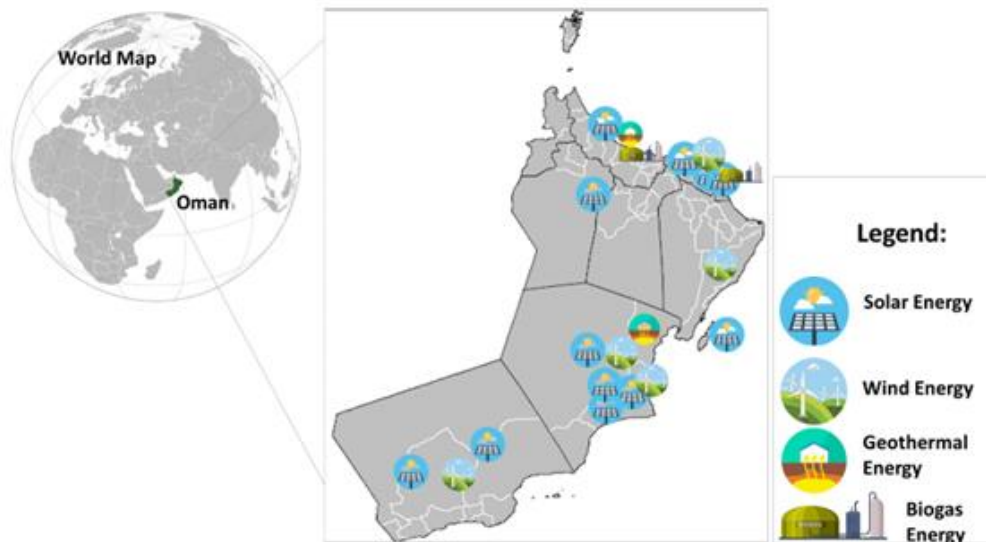 World Map
Oman
Legend:
Solar Energy
Wind Energy
Geothermal
Energy
Biogas
Energy